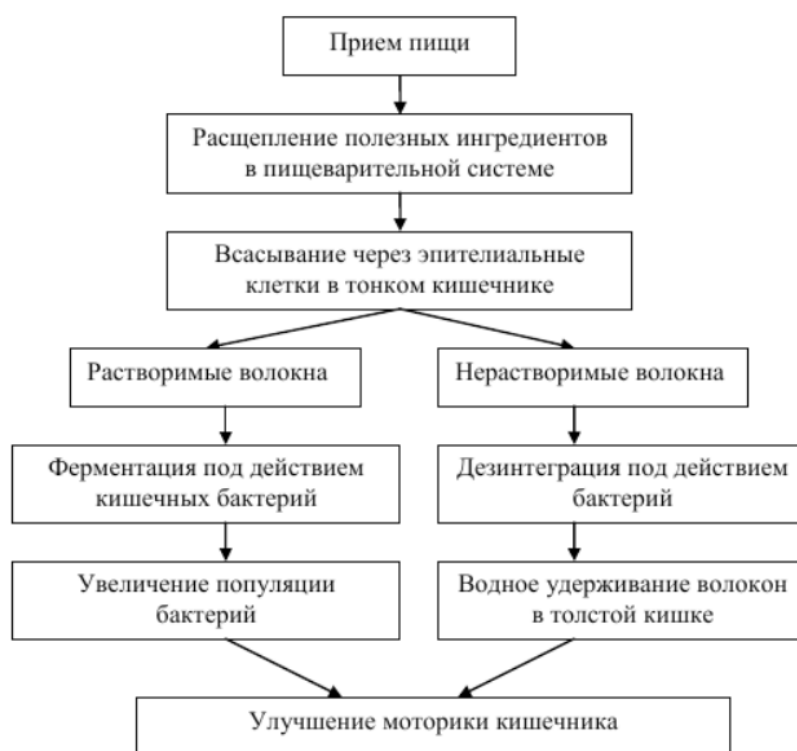 Прием пищи
Расщепление полезных ингредиентов
в пищеварительной системе
Всасывание через эпителиальные
клетки в тонком кишечнике
Растворимые волокна
Нерастворимые волокна
Ферментация под действием
кишечных бактерий
Дезинтеграция под действием
бактерий
Увеличение популяции
бактерий
Водное удерживание волокон
в толстой кишке
Улучшение моторики кишечника